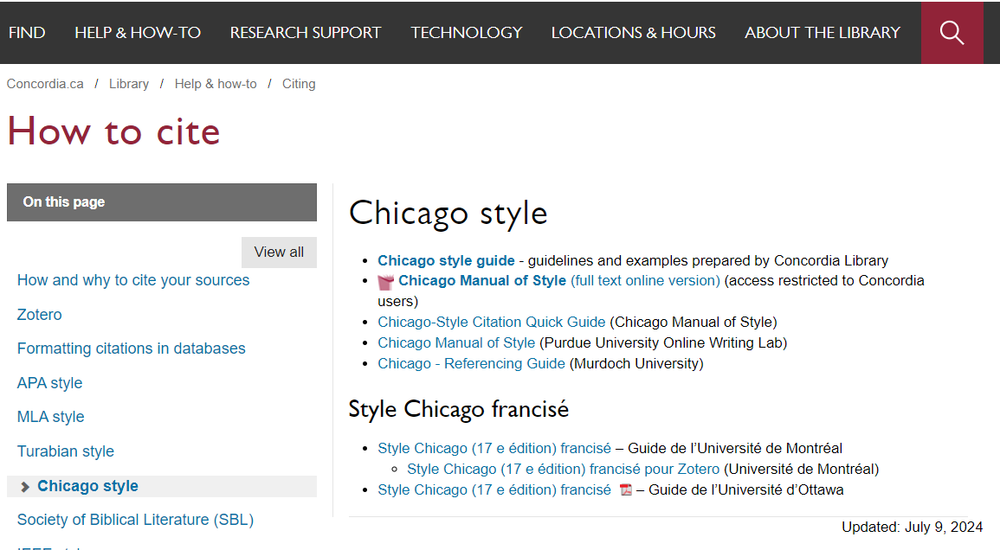 FIND HELP & HOW-TO RESEARCH SUPPORT TECHNOLOGY LOCATIONS & HOURS ABOUT THE LIBRARY
Concordia.ca / Library / Help & how-to / Citing
How to cite
On this page
View all
How and why to cite your sources
Zotero
Formatting citations in databases
APA style
MLA style
Turabian style
Chicago style
Society of Biblical Literature (SBL)
Chicago style
Chicago style guide - guidelines and examples prepared by Concordia Library
Chicago Manual of Style (full text online version) (access restricted to Concordia
users)
Chicago-Style Citation Quick Guide (Chicago Manual of Style)
Chicago Manual of Style (Purdue University Online Writing Lab)
Chicago - Referencing Guide (Murdoch University)
Style Chicago francisé
Style Chicago (17 e édition) francisé – Guide de l’Université de Montréal
Style Chicago (17 e édition) francisé pour Zotero (Université de Montréal)
Style Chicago (17 e édition) francisé – Guide de l’Université d’Ottawa
Updated: July 9, 2024